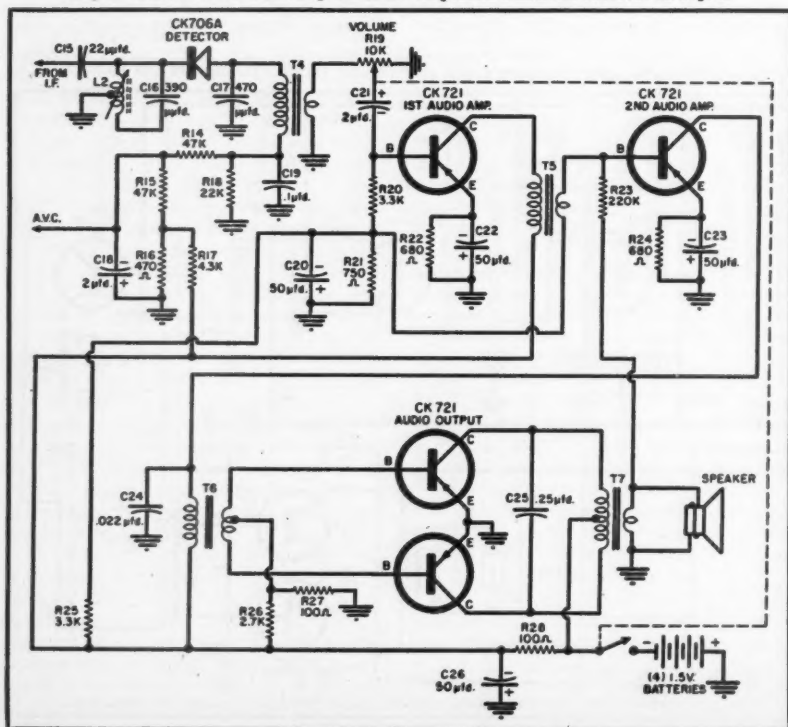 CK706A
DETECTOR
VOLUME
R19
10K
C15
22μμfd.
FROM
I.F.
L2
C16 390
μμfd.
C17 470
μμfd.
T4
C21
+
-
2μfd.
CK 721
1ST AUDIO AMP.
CK 721
2ND AUDIO AMP.
B
C
E
B
C
E
R14
47K
R15
47K
R18
22K
C19
.1μfd.
R20
3.3K
T5
R23
220K
A.V.C.
C18
-
+
2μfd.
R16
470
Ω
R17
4.3K
C20
-
+
50μfd.
R21
750
Ω
R22
680
Ω
C22
-
+
50μfd.
R24
680
Ω
C23
-
+
50μfd.
CK 721
AUDIO OUTPUT
B
C
E
C24
.022μfd.
T6
C25
.25μfd.
T7
SPEAKER
B
E
C
R25
3.3K
R26
2.7K
R27
100Ω
R28
100Ω
C26
50μfd.
-
+
-
+
(4) 1.5V.
BATTERIES